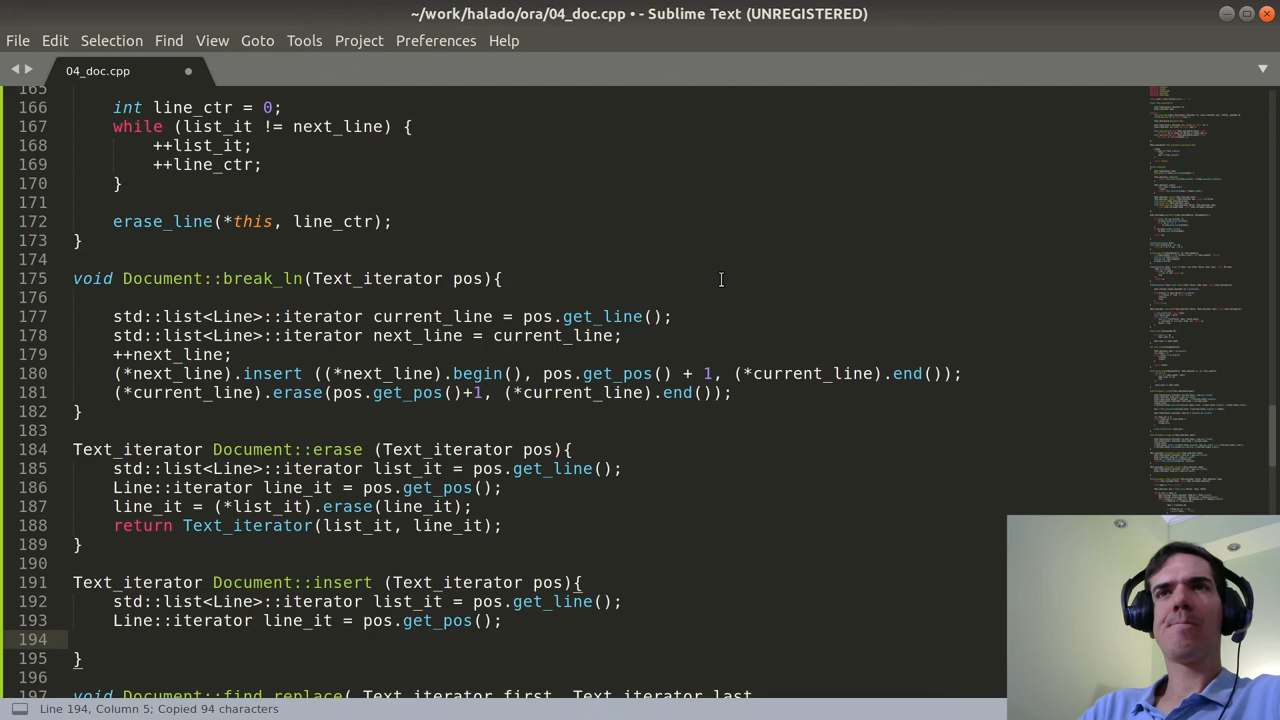 ~/work/halado/ora/04_doc.cpp • - Sublime Text (UNREGISTERED)
File Edit Selection Find View Goto Tools Project Preferences Help
04_doc.cpp
165
166 int line_ctr = 0;
167 while (list_it != next_line) {
168 ++list_it;
169 ++line_ctr;
170 }
171
172 erase_line(*this, line_ctr);
173 }
174
175 void Document::break_ln(Text_iterator pos){
176
177 std::list<Line>::iterator current_line = pos.get_line();
178 std::list<Line>::iterator next_line = current_line;
179 ++next_line;
180 (*next_line).insert ((*next_line).begin(), pos.get_pos() + 1, (*current_line).end());
181 (*current_line).erase(pos.get_pos()+1, (*current_line).end());
182 }
183
184 Text_iterator Document::erase (Text_iterator pos){
185 std::list<Line>::iterator list_it = pos.get_line();
186 Line::iterator line_it = pos.get_pos();
187 line_it = (*list_it).erase(line_it);
188 return Text_iterator(list_it, line_it);
189 }
190
191 Text_iterator Document::insert (Text_iterator pos){
192 std::list<Line>::iterator list_it = pos.get_line();
193 Line::iterator line_it = pos.get_pos();
194
195 }
196
197 void Document::find_replace( Text_iterator first, Text_iterator last,
Line 194, Column 5; Copied 94 characters